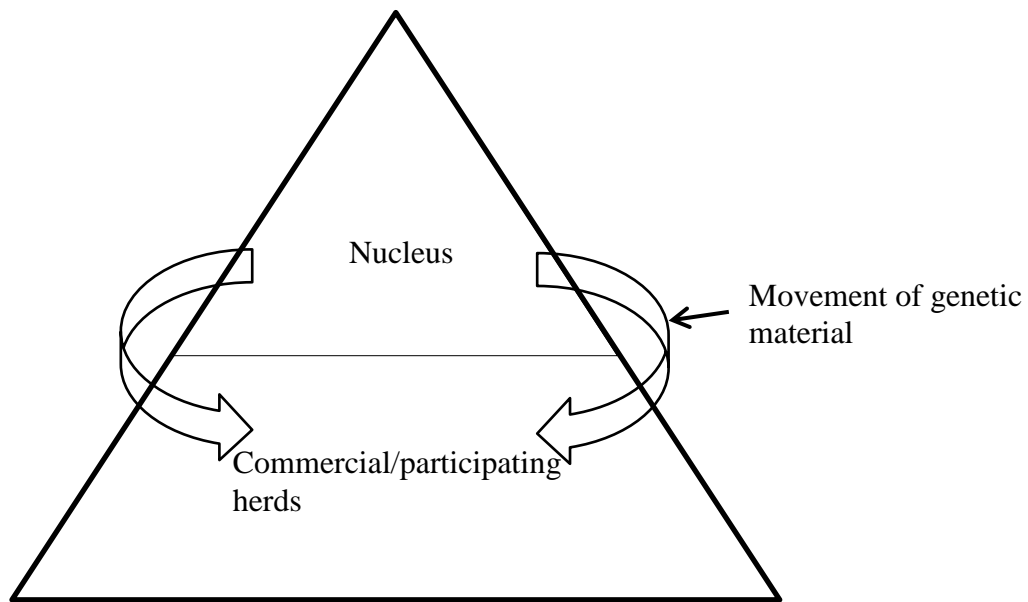 Nucleus
Movement of genetic
material
Commercial/participating
herds